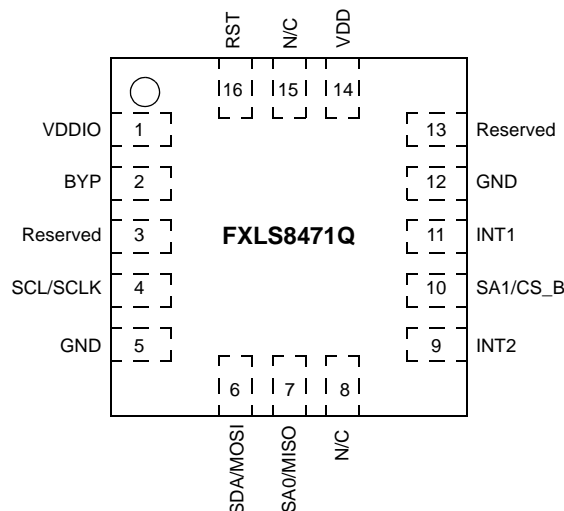 RST
N/C
VDD
16
15
14
VDDIO 1
13 Reserved
BYP 2
12 GND
Reserved 3
FXLS8471Q
11 INT1
SCL/SCLK 4
10 SA1/CS_B
GND 5
9 INT2
6
7
8
SDA/MOSI
SA0/MISO
N/C